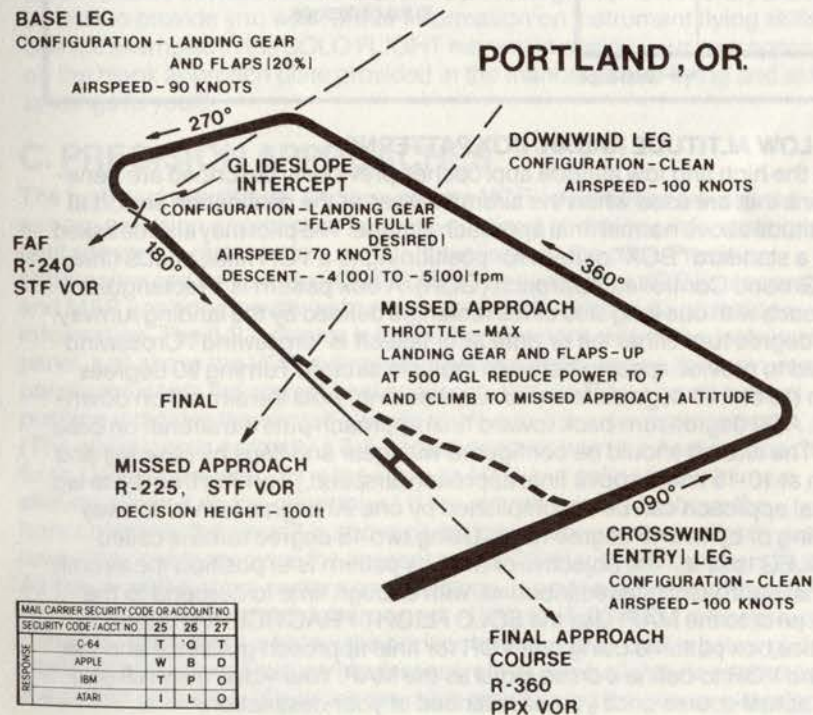 BASE LEG
CONFIGURATION - LANDING GEAR
AND FLAPS [20%]
AIRSPEED - 90 KNOTS
PORTLAND, OR.
270°
DOWNWIND LEG
CONFIGURATION - CLEAN
AIRSPEED - 100 KNOTS
GLIDESLOPE
INTERCEPT
CONFIGURATION - LANDING GEAR
FLAPS [FULL IF
DESIRED]
AIRSPEED - 70 KNOTS
DESCENT - -4[00] TO -5[00] fpm
FAF
R-240
STF VOR
180°
360°
MISSED APPROACH
THROTTLE - MAX
LANDING GEAR AND FLAPS - UP
AT 500 AGL REDUCE POWER TO
AND CLIMB TO MISSED APPROACH ALTITUDE
FINAL
MISSED APPROACH
R-221 STF VOR
DECISION HEIGHT - 100 ft
090°
CROSSWIND
[ENTRY] LEG
CONFIGURATION - CLEAN
AIRSPEED - 100 KNOTS
FINAL APPROACH
COURSE
R-360
PPX VOR
MAIL CARRIER SECURITY CODE OR ACCOUNT NO.
SECURITY CODE / ACCT NO 25 26 27
RESPONSE
C-64 Q T
APPLE W B D
IBM T P O
ATARI I L O